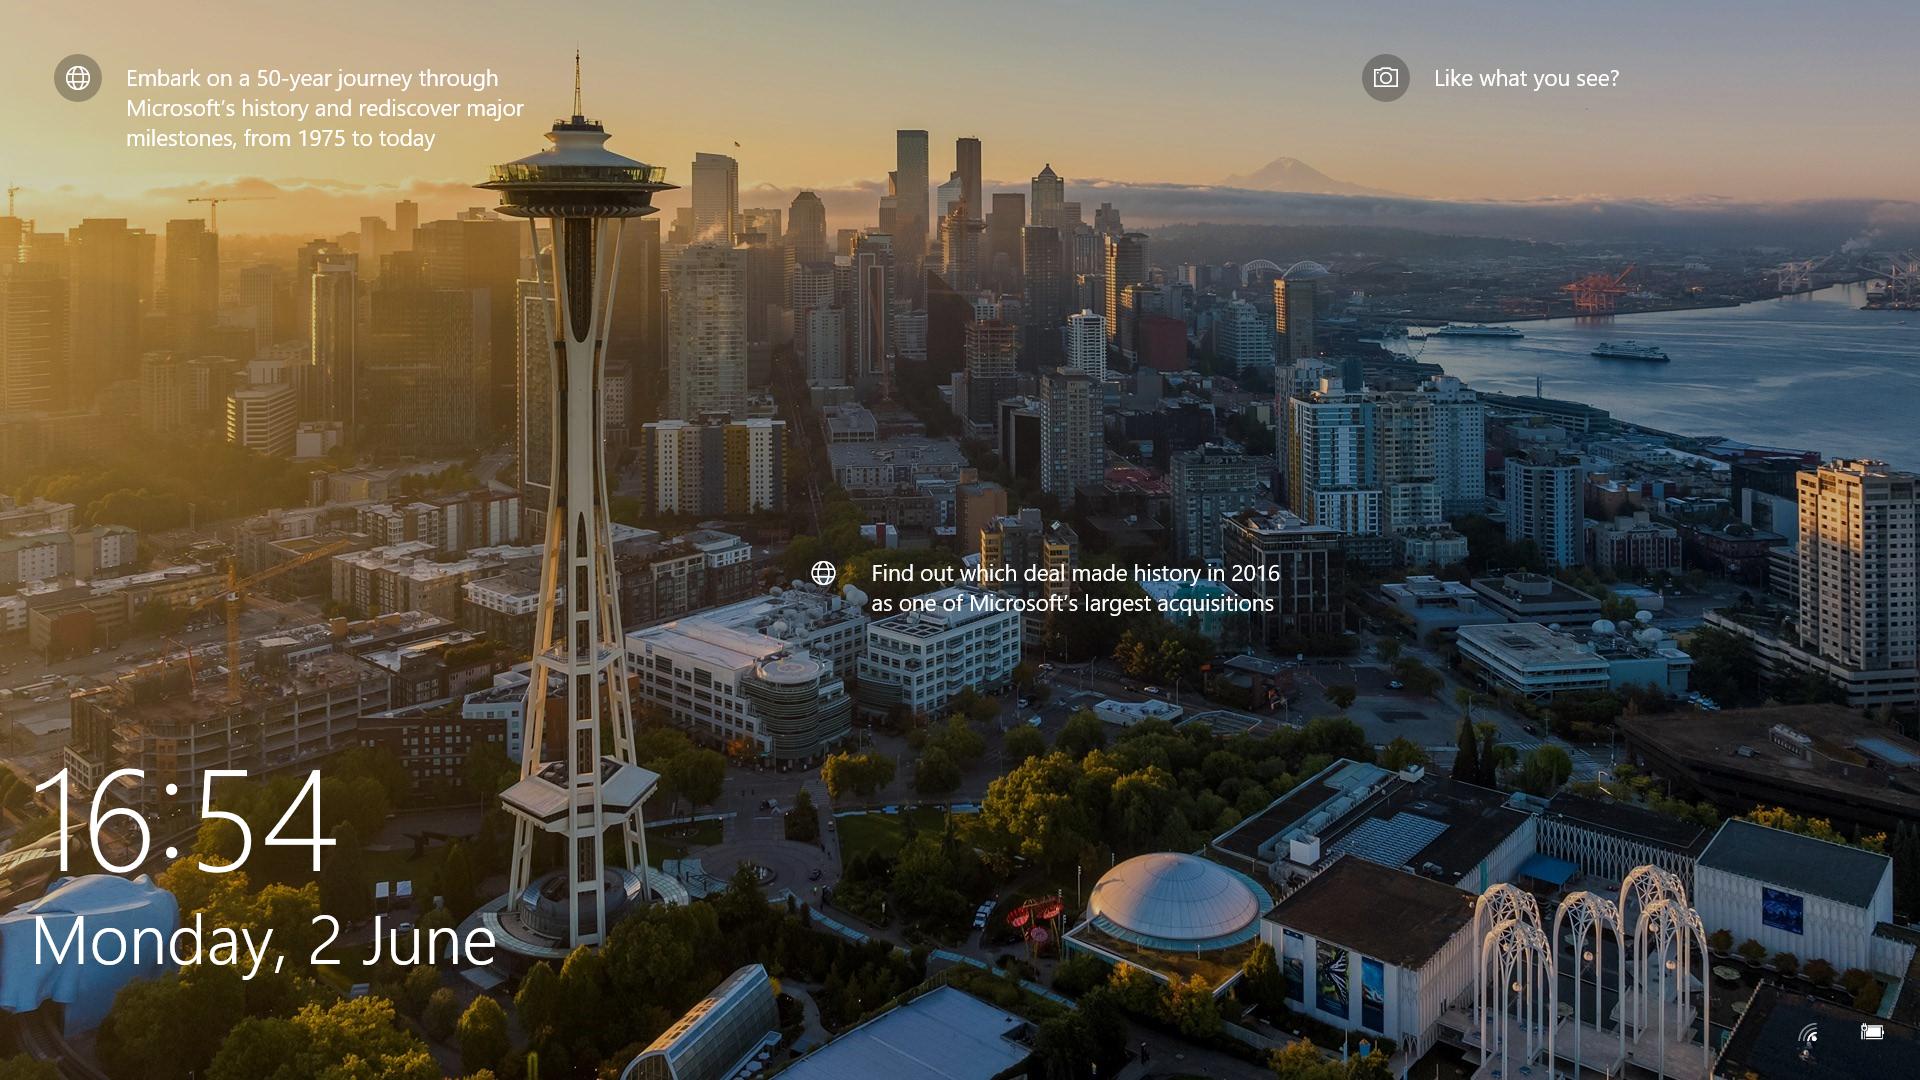 Embark on a 50-year journey through
Microsoft’s history and rediscover major
milestones, from 1975 to today
Like what you see?
Find out which deal made history in 2016
as one of Microsoft’s largest acquisitions
16:54
Monday, 2 June